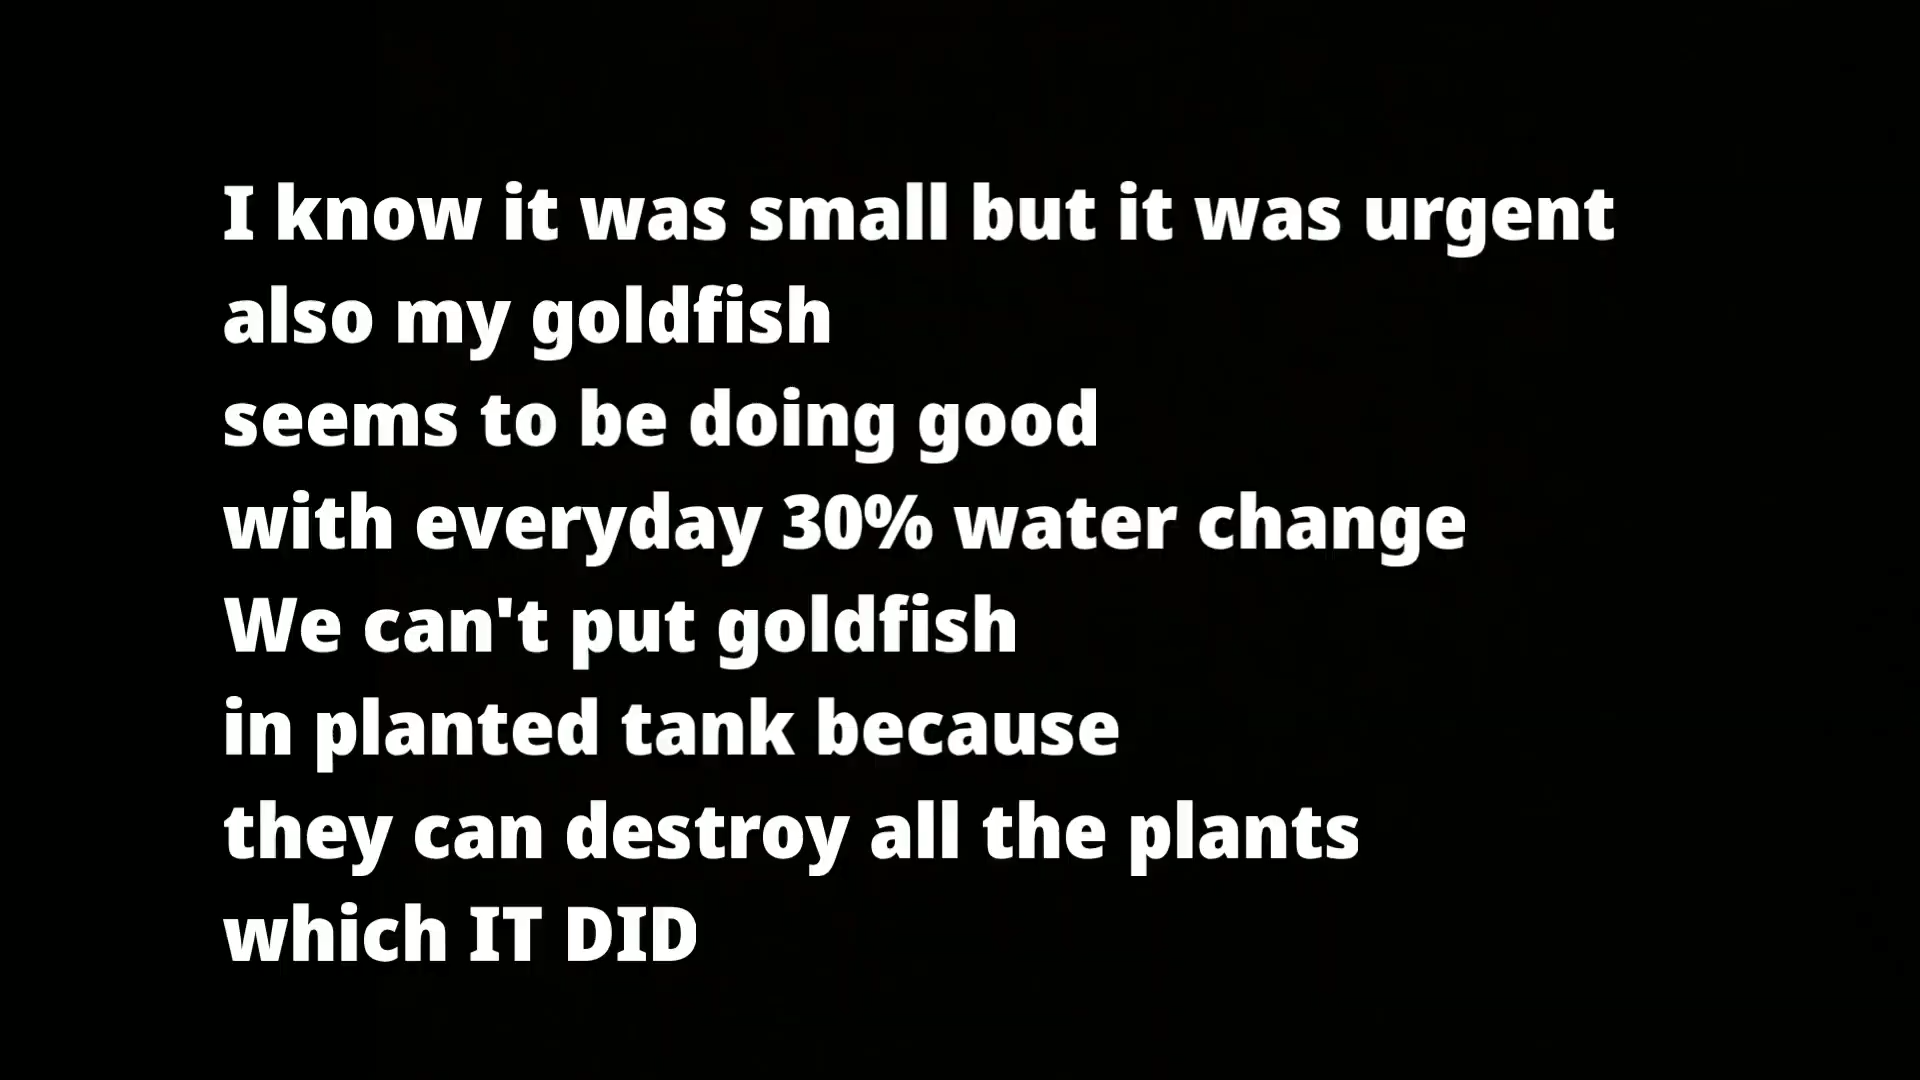 I know it was small but it was urgent
also my goldfish
seems to be doing good
with everyday 30% water change
We can't put goldfish
in planted tank because
they can destroy all the plants
which IT DID